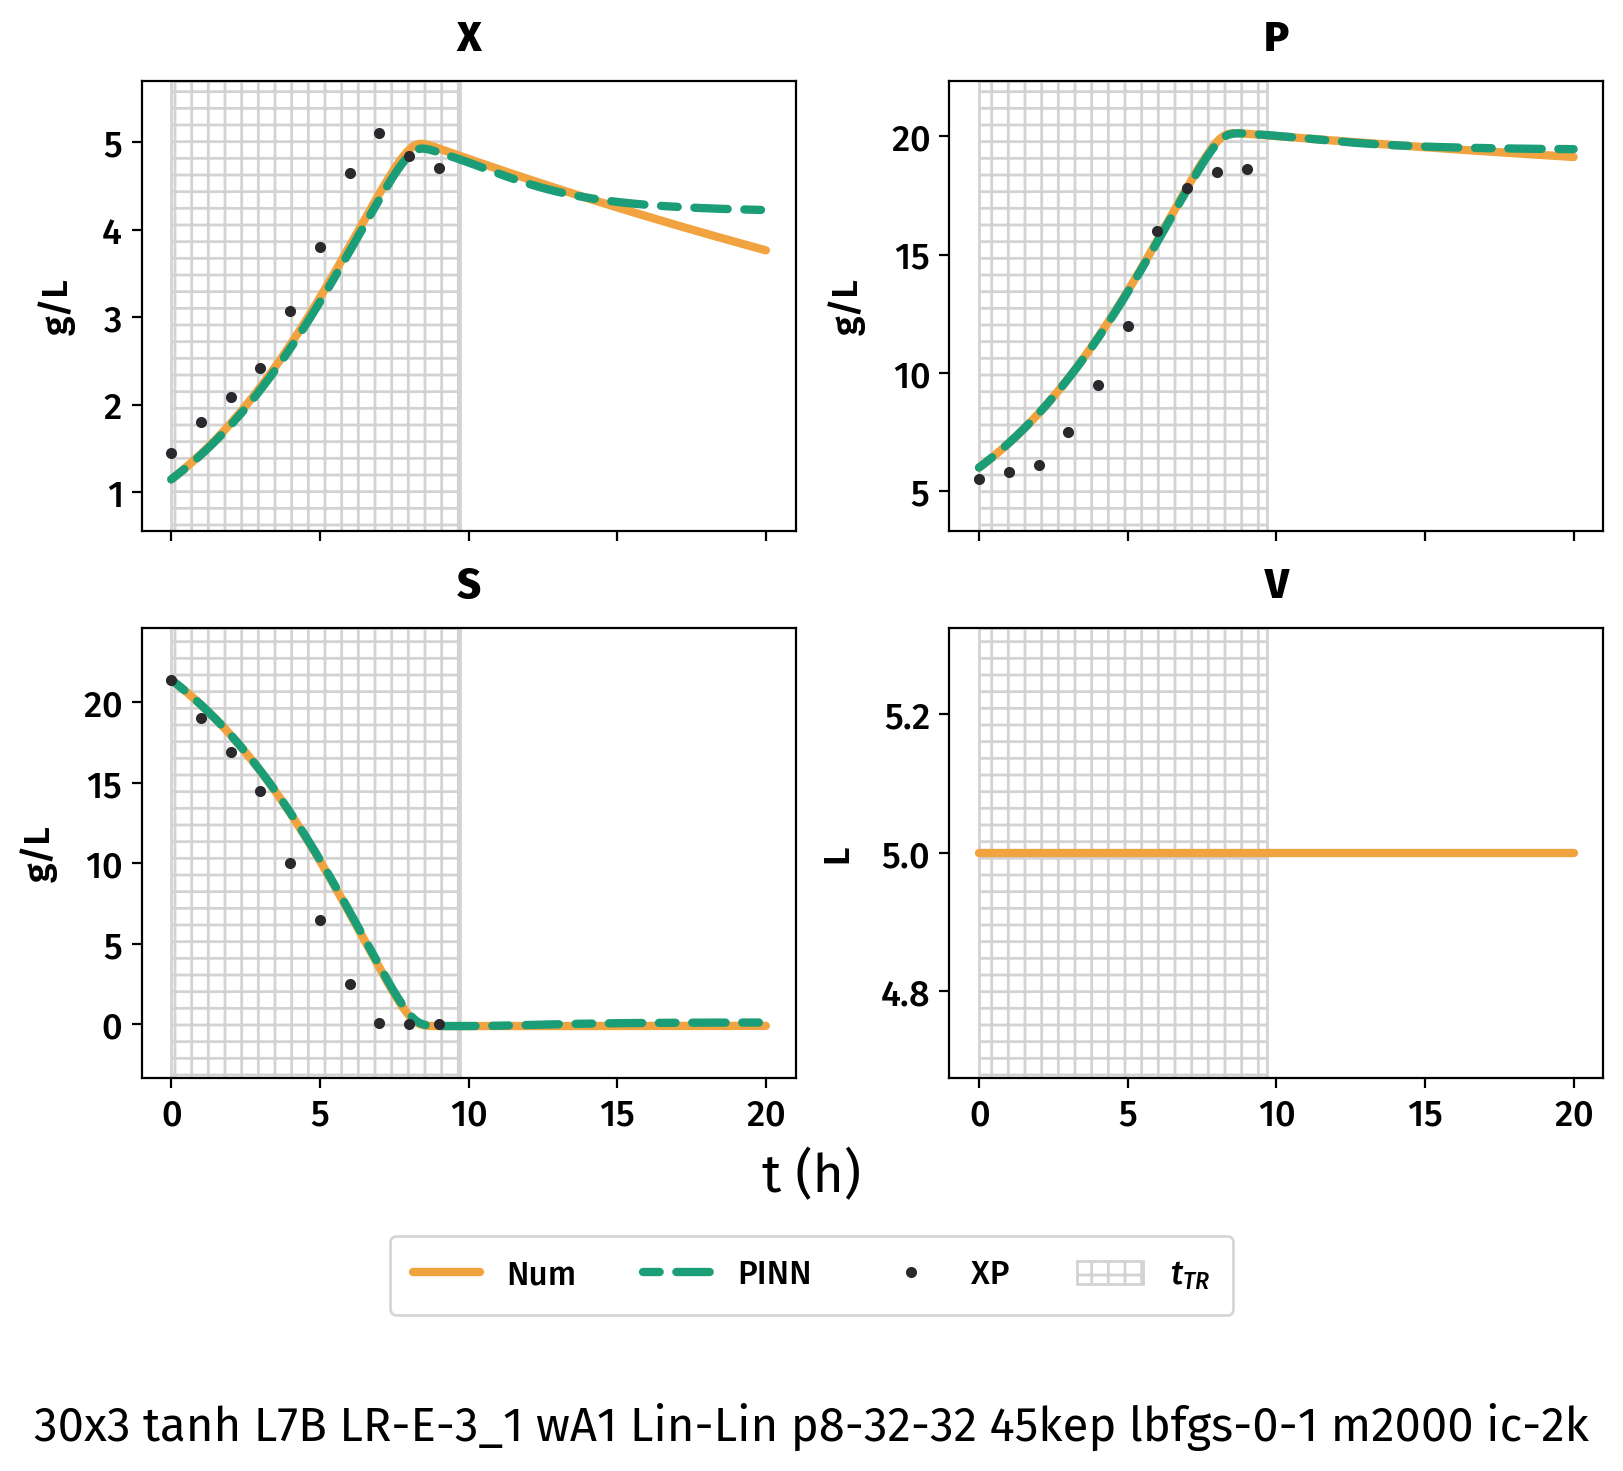 X
P
5
4
3
2
1
g/L
20
15
10
5
g/L
S
V
20
15
10
5
0
g/L
5.2
5.0
4.8
L
0 5 10 15 20
0 5 10 15 20
t (h)
Num PINN XP tTR
30x3 tanh L7B LR-E-3_1 wA1 Lin-Lin p8-32-32 45kep lbfgs-0-1 m2000 ic-2k